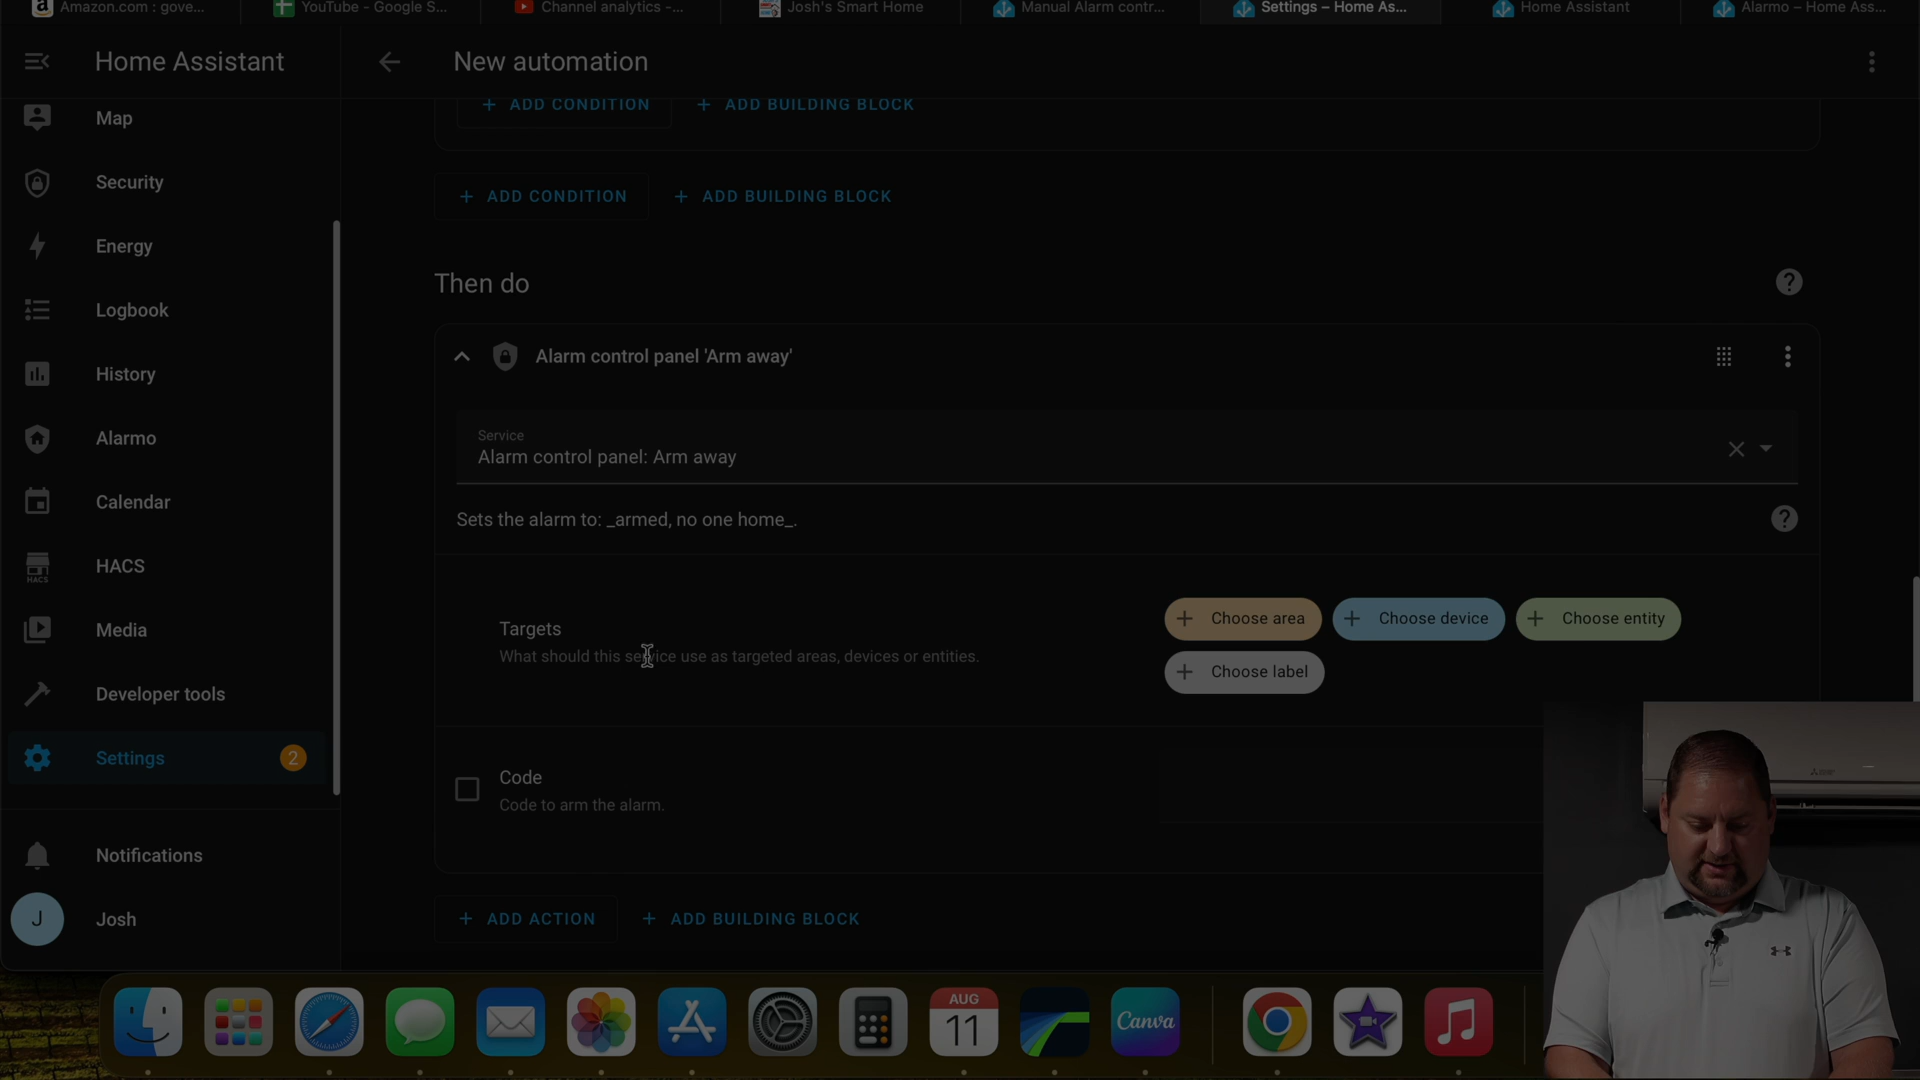 Amazon.com : gove...
YouTube - Google S...
Channel analytics -...
Josh's Smart Home
Manual Alarm contr...
Settings – Home As...
Home Assistant
Alarmo – Home Ass...
Home Assistant
New automation
Map
Security
Energy
Logbook
History
Alarmo
Calendar
HACS
HACS
Media
Developer tools
Settings
2
Notifications
J
Josh
+ ADD CONDITION
+ ADD BUILDING BLOCK
+ ADD CONDITION
+ ADD BUILDING BLOCK
Then do
?
Alarm control panel 'Arm away'
Service
Alarm control panel: Arm away
Sets the alarm to: _armed, no one home_.
?
Targets
What should this service use as targeted areas, devices or entities.
+ Choose area
+ Choose device
+ Choose entity
+ Choose label
Code
Code to arm the alarm.
+ ADD ACTION
+ ADD BUILDING BLOCK
AUG
11
Canva